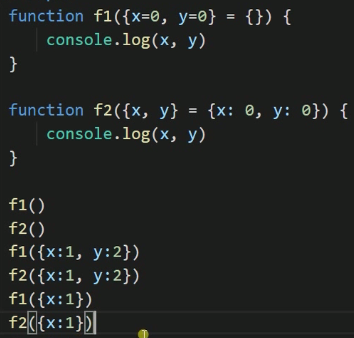 function f1({x=0, y=0} = {}) {
    console.log(x, y)
}

function f2({x, y} = {x: 0, y: 0}) {
    console.log(x, y)
}

f1()
f2()
f1({x:1, y:2})
f2({x:1, y:2})
f1({x:1})
f2({x:1})